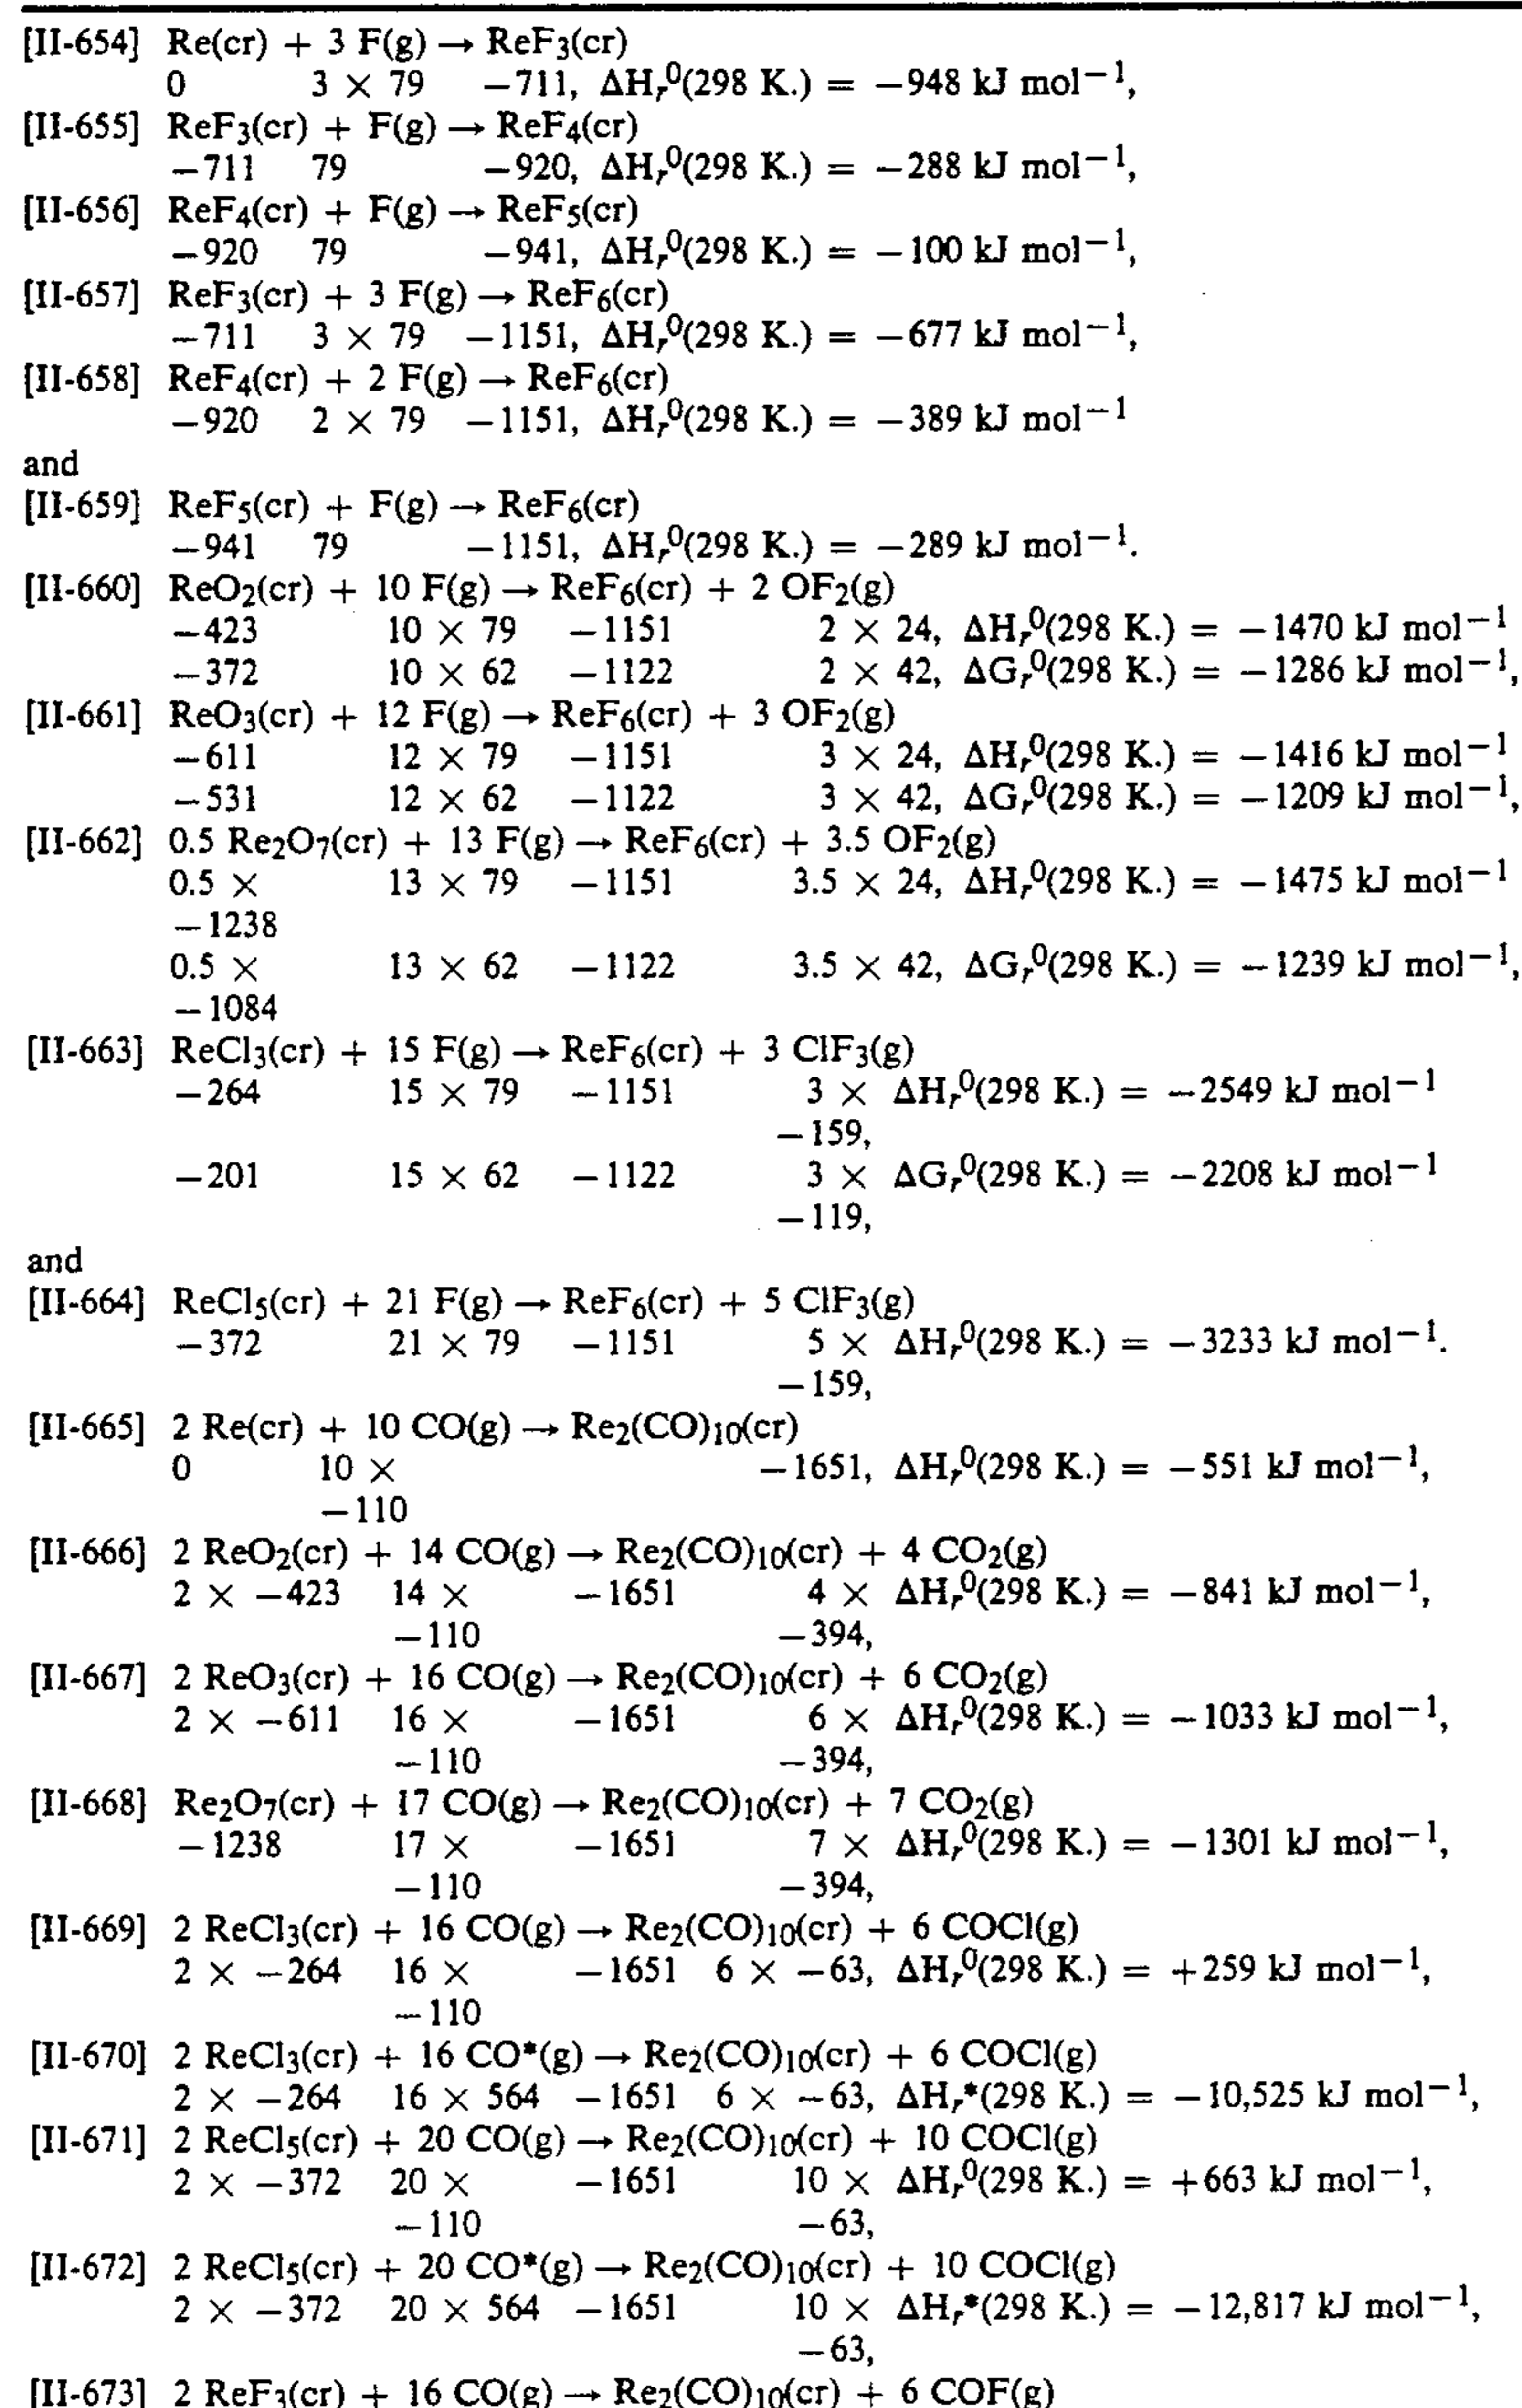 [II-654] Re(cr) + 3 F(g) → ReF₃(cr)
0 3 × 79 −711, ΔHᵣ⁰(298 K.) = −948 kJ mol⁻¹,
[II-655] ReF₃(cr) + F(g) → ReF₄(cr)
−711 79 −920, ΔHᵣ⁰(298 K.) = −288 kJ mol⁻¹,
[II-656] ReF₄(cr) + F(g) → ReF₅(cr)
−920 79 −941, ΔHᵣ⁰(298 K.) = −100 kJ mol⁻¹,
[II-657] ReF₃(cr) + 3 F(g) → ReF₆(cr)
−711 3 × 79 −1151, ΔHᵣ⁰(298 K.) = −677 kJ mol⁻¹,
[II-658] ReF₄(cr) + 2 F(g) → ReF₆(cr)
−920 2 × 79 −1151, ΔHᵣ⁰(298 K.) = −389 kJ mol⁻¹
and
[II-659] ReF₅(cr) + F(g) → ReF₆(cr)
−941 79 −1151, ΔHᵣ⁰(298 K.) = −289 kJ mol⁻¹.
[II-660] ReO₂(cr) + 10 F(g) → ReF₆(cr) + 2 OF₂(g)
−423 10 × 79 −1151 2 × 24, ΔHᵣ⁰(298 K.) = −1470 kJ mol⁻¹
−372 10 × 62 −1122 2 × 42, ΔGᵣ⁰(298 K.) = −1286 kJ mol⁻¹,
[II-661] ReO₃(cr) + 12 F(g) → ReF₆(cr) + 3 OF₂(g)
−611 12 × 79 −1151 3 × 24, ΔHᵣ⁰(298 K.) = −1416 kJ mol⁻¹
−531 12 × 62 −1122 3 × 42, ΔGᵣ⁰(298 K.) = −1209 kJ mol⁻¹,
[II-662] 0.5 Re₂O₇(cr) + 13 F(g) → ReF₆(cr) + 3.5 OF₂(g)
0.5 × 13 × 79 −1151 3.5 × 24, ΔHᵣ⁰(298 K.) = −1475 kJ mol⁻¹
−1238
0.5 × 13 × 62 −1122 3.5 × 42, ΔGᵣ⁰(298 K.) = −1239 kJ mol⁻¹,
−1084
[II-663] ReCl₃(cr) + 15 F(g) → ReF₆(cr) + 3 ClF₃(g)
−264 15 × 79 −1151 3 × ΔHᵣ⁰(298 K.) = −2549 kJ mol⁻¹
−159,
−201 15 × 62 −1122 3 × ΔGᵣ⁰(298 K.) = −2208 kJ mol⁻¹
−119,
and
[II-664] ReCl₅(cr) + 21 F(g) → ReF₆(cr) + 5 ClF₃(g)
−372 21 × 79 −1151 5 × ΔHᵣ⁰(298 K.) = −3233 kJ mol⁻¹.
−159,
[II-665] 2 Re(cr) + 10 CO(g) → Re₂(CO)₁₀(cr)
0 10 × −1651, ΔHᵣ⁰(298 K.) = −551 kJ mol⁻¹,
−110
[II-666] 2 ReO₂(cr) + 14 CO(g) → Re₂(CO)₁₀(cr) + 4 CO₂(g)
2 × −423 14 × −1651 4 × ΔHᵣ⁰(298 K.) = −841 kJ mol⁻¹,
−110 −394,
[II-667] 2 ReO₃(cr) + 16 CO(g) → Re₂(CO)₁₀(cr) + 6 CO₂(g)
2 × −611 16 × −1651 6 × ΔHᵣ⁰(298 K.) = −1033 kJ mol⁻¹,
−110 −394,
[II-668] Re₂O₇(cr) + 17 CO(g) → Re₂(CO)₁₀(cr) + 7 CO₂(g)
−1238 17 × −1651 7 × ΔHᵣ⁰(298 K.) = −1301 kJ mol⁻¹,
−110 −394,
[II-669] 2 ReCl₃(cr) + 16 CO(g) → Re₂(CO)₁₀(cr) + 6 COCl(g)
2 × −264 16 × −1651 6 × −63, ΔHᵣ⁰(298 K.) = +259 kJ mol⁻¹,
−110
[II-670] 2 ReCl₃(cr) + 16 CO*(g) → Re₂(CO)₁₀(cr) + 6 COCl(g)
2 × −264 16 × 564 −1651 6 × −63, ΔHᵣ*(298 K.) = −10,525 kJ mol⁻¹,
[II-671] 2 ReCl₅(cr) + 20 CO(g) → Re₂(CO)₁₀(cr) + 10 COCl(g)
2 × −372 20 × −1651 10 × ΔHᵣ⁰(298 K.) = +663 kJ mol⁻¹,
−110 −63,
[II-672] 2 ReCl₅(cr) + 20 CO*(g) → Re₂(CO)₁₀(cr) + 10 COCl(g)
2 × −372 20 × 564 −1651 10 × ΔHᵣ*(298 K.) = −12,817 kJ mol⁻¹,
−63,
[II-673] 2 ReF₃(cr) + 16 CO(g) → Re₂(CO)₁₀(cr) + 6 COF(g)